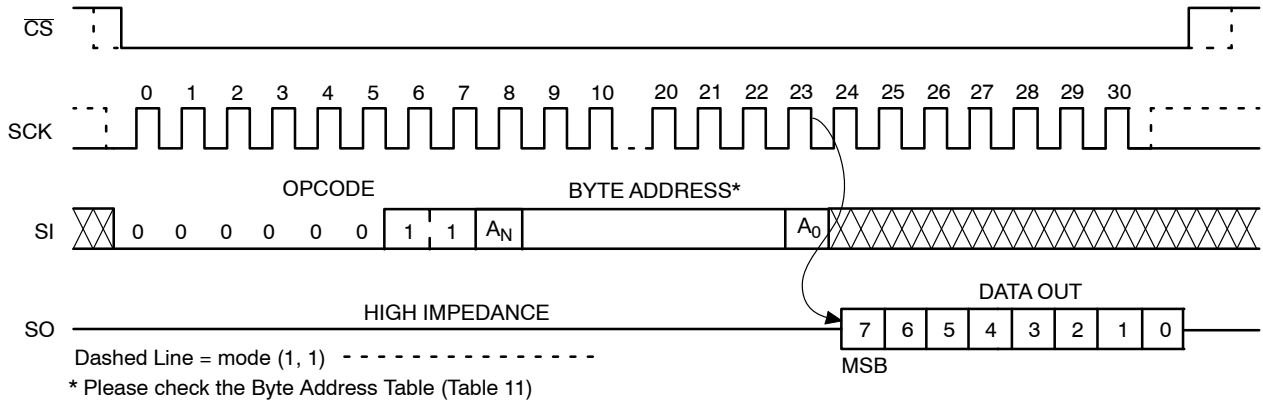 CS
0 1 2 3 4 5 6 7 8 9 10 20 21 22 23 24 25 26 27 28 29 30
SCK
OPCODE BYTE ADDRESS*
SI 0 0 0 0 0 0 1 1 AN A0
DATA OUT
HIGH IMPEDANCE
SO 7 6 5 4 3 2 1 0
Dashed Line = mode (1, 1)
MSB
* Please check the Byte Address Table (Table 11)